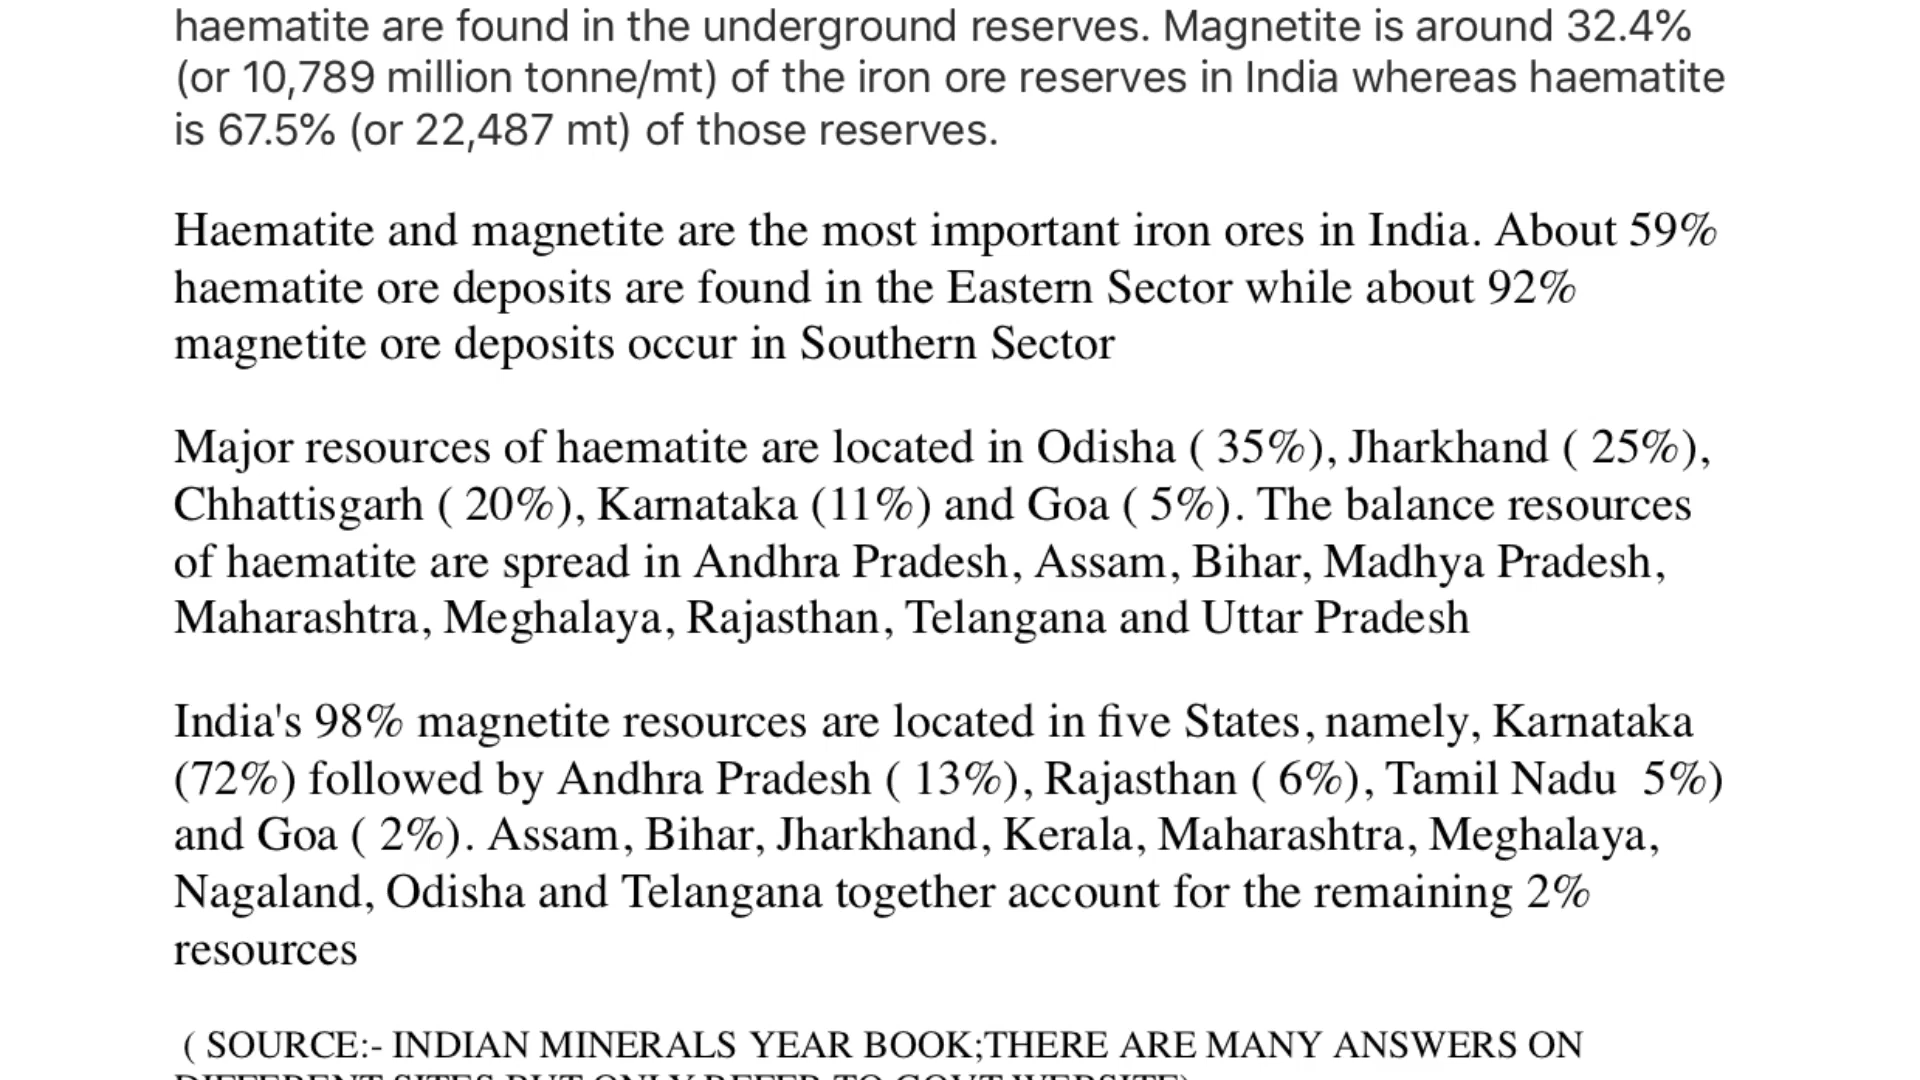 haematite are found in the underground reserves. Magnetite is around 32.4%
(or 10,789 million tonne/mt) of the iron ore reserves in India whereas haematite
is 67.5% (or 22,487 mt) of those reserves.
Haematite and magnetite are the most important iron ores in India. About 59%
haematite ore deposits are found in the Eastern Sector while about 92%
magnetite ore deposits occur in Southern Sector
Major resources of haematite are located in Odisha ( 35%), Jharkhand ( 25%),
Chhattisgarh ( 20%), Karnataka (11%) and Goa ( 5%). The balance resources
of haematite are spread in Andhra Pradesh, Assam, Bihar, Madhya Pradesh,
Maharashtra, Meghalaya, Rajasthan, Telangana and Uttar Pradesh
India's 98% magnetite resources are located in five States, namely, Karnataka
(72%) followed by Andhra Pradesh ( 13%), Rajasthan ( 6%), Tamil Nadu  5%)
and Goa ( 2%). Assam, Bihar, Jharkhand, Kerala, Maharashtra, Meghalaya,
Nagaland, Odisha and Telangana together account for the remaining 2%
resources
( SOURCE:- INDIAN MINERALS YEAR BOOK;THERE ARE MANY ANSWERS ON
DIFFERENT SITES BUT ONLY REFER TO GOVT WEBSITE)